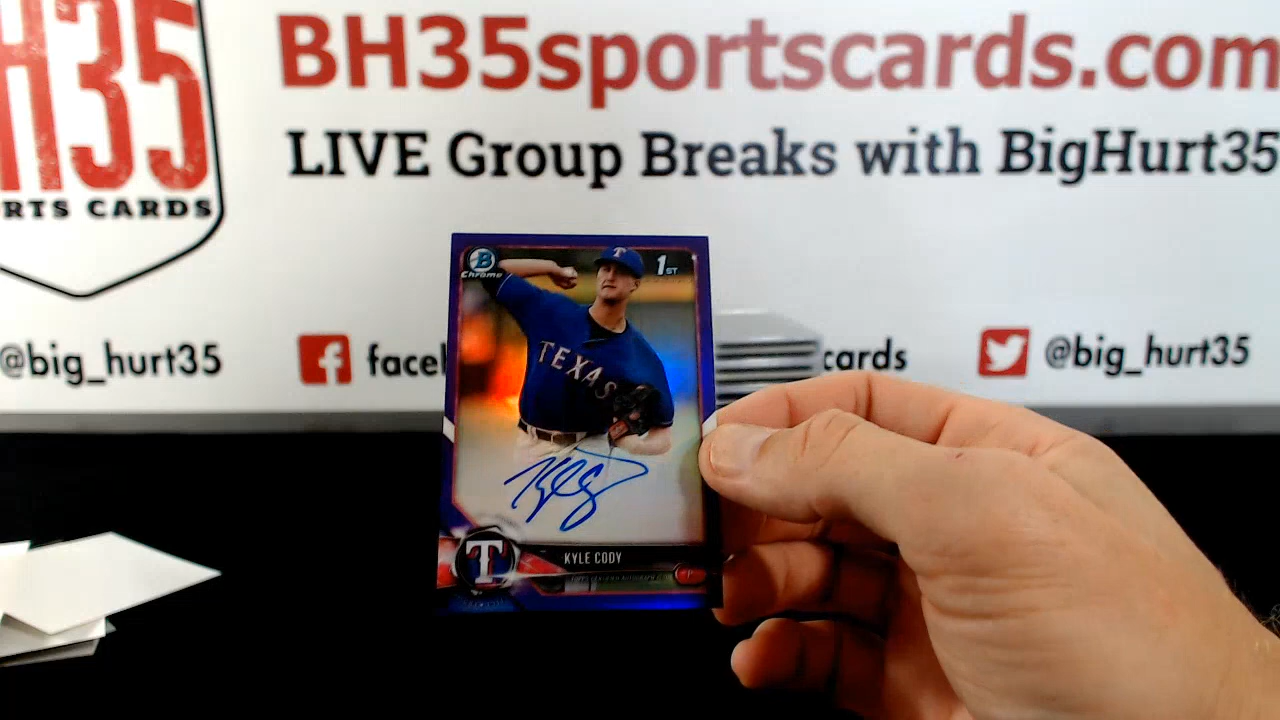 BH35sportscards.com
H35
RTS CARDS
LIVE Group Breaks with BigHurt35
@big_hurt35
f
facel
cards
@big_hurt35
B
Chrome
1ST
T
TEXAS
T
KYLE CODY
P